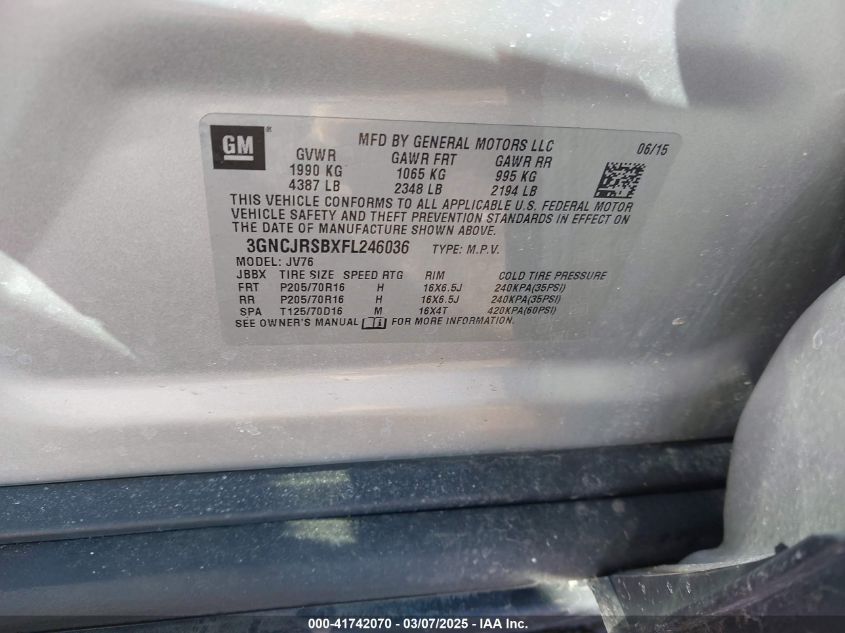 GM
®
MFD BY GENERAL MOTORS LLC
06/15
GVWR GAWR FRT GAWR RR
1990 KG 1065 KG 995 KG
4387 LB 2348 LB 2194 LB
THIS VEHICLE CONFORMS TO ALL APPLICABLE U.S. FEDERAL MOTOR
VEHICLE SAFETY AND THEFT PREVENTION STANDARDS IN EFFECT ON
THE DATE OF MANUFACTURE SHOWN ABOVE.
3GNCJRSBXFL246036 TYPE: M.P.V.
MODEL: JV76
JBBX TIRE SIZE SPEED RTG RIM COLD TIRE PRESSURE
FRT P205/70R16 H 16X6.5J 240KPA(35PSI)
RR P205/70R16 H 16X6.5J 240KPA(35PSI)
SPA T125/70D16 M 16X4T 420KPA(60PSI)
SEE OWNER'S MANUAL FOR MORE INFORMATION.
000-41742070 - 03/07/2025 - IAA Inc.